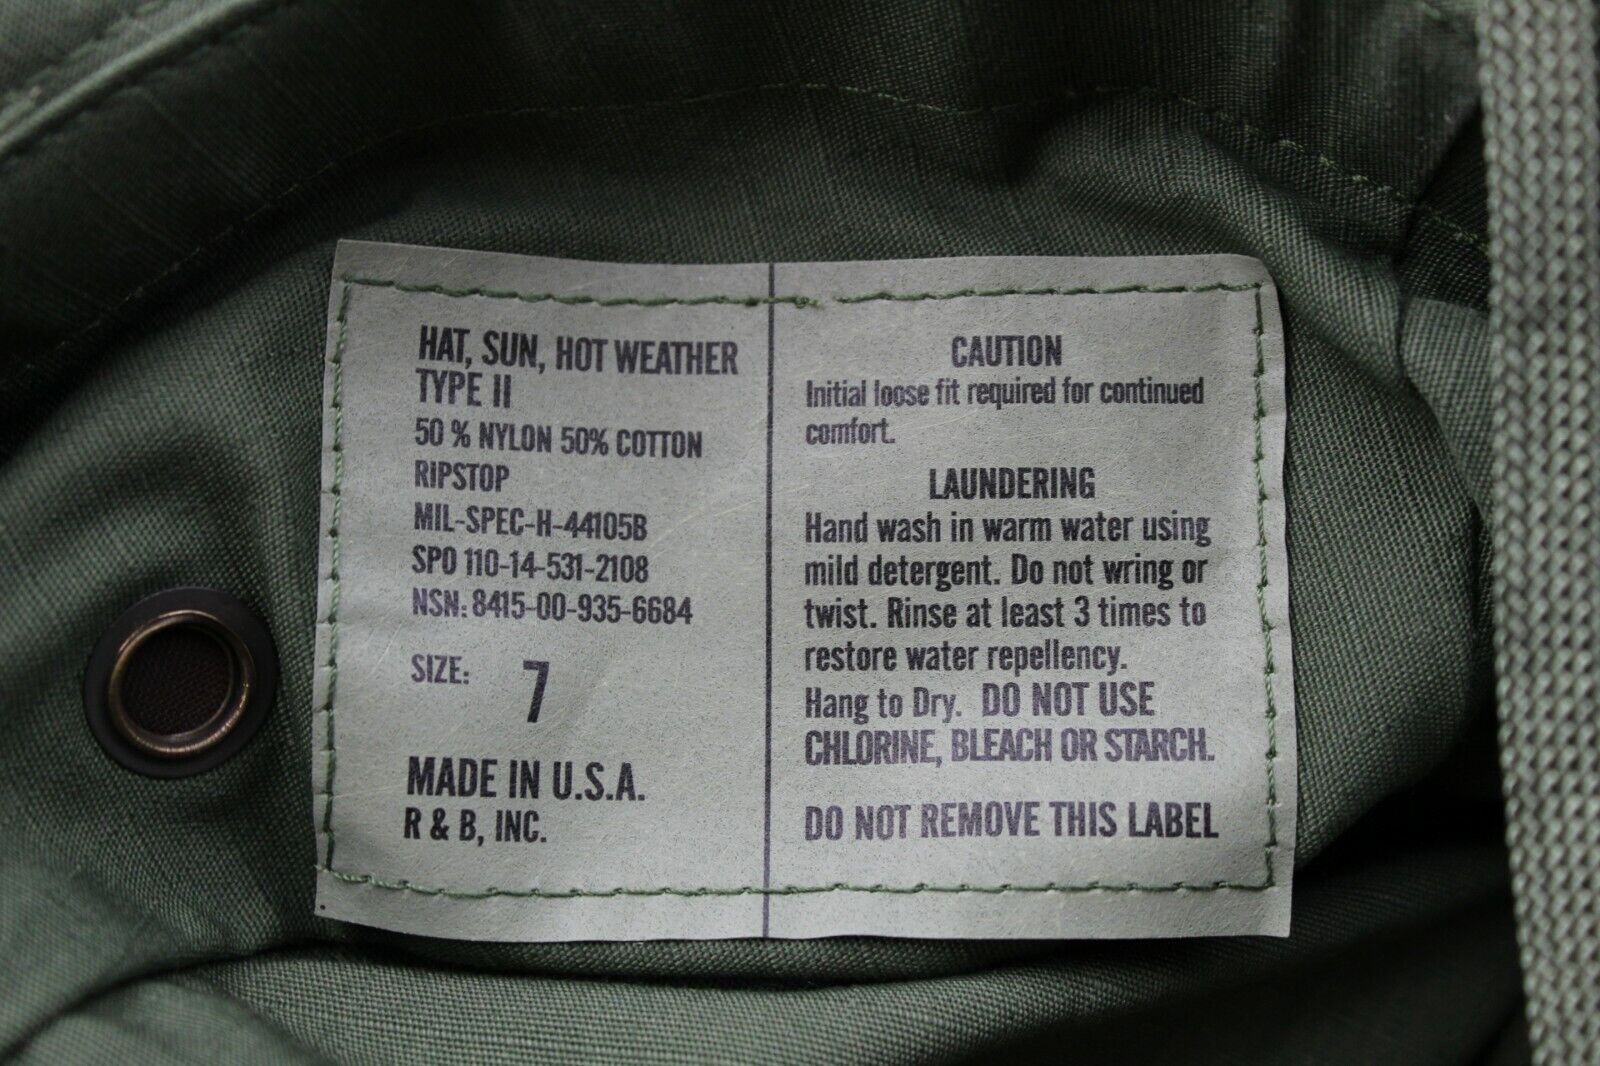 HAT, SUN, HOT WEATHER
TYPE II
50 % NYLON 50% COTTON
RIPSTOP
MIL-SPEC-H-44105B
SPO 110-14-531-2108
NSN: 8415-00-935-6684
SIZE: 7
MADE IN U.S.A.
R & B, INC.
CAUTION
Initial loose fit required for continued
comfort.
LAUNDERING
Hand wash in warm water using
mild detergent. Do not wring or
twist. Rinse at least 3 times to
restore water repellency.
Hang to Dry. DO NOT USE
CHLORINE, BLEACH OR STARCH.
DO NOT REMOVE THIS LABEL